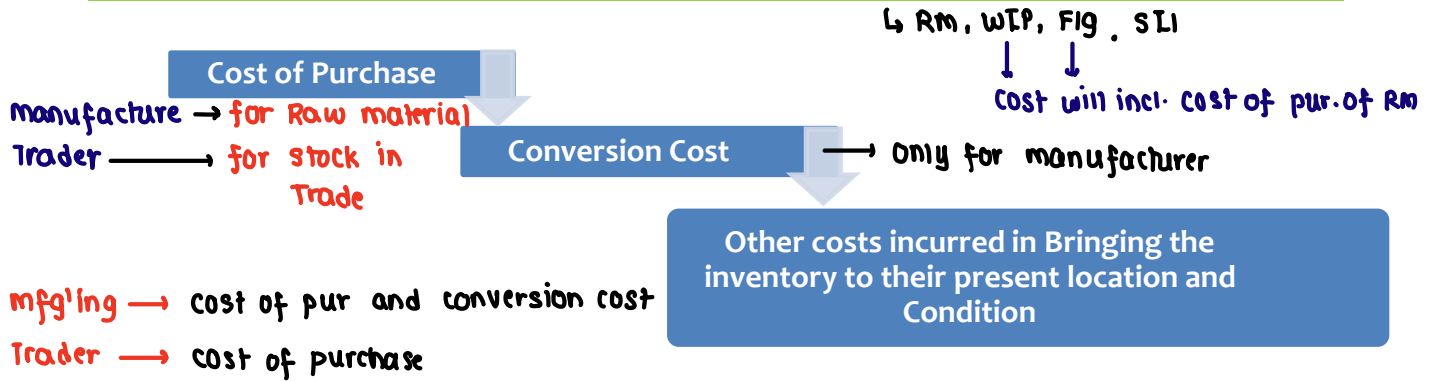 ↳ Rm, WIP, FIg, SIl
Cost of Purchase
cost will incl. cost of pur. of RM
manufacture → for Raw material
Trader → for stock in
Trade
Conversion Cost
→ only for manufacturer
Other costs incurred in Bringing the
inventory to their present location and
Condition
mfg'ing → cost of pur and conversion cost
Trader → cost of purchase